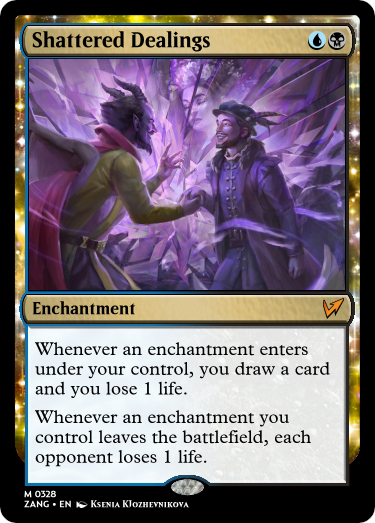 Shattered Dealings
Enchantment
Whenever an enchantment enters
under your control, you draw a card
and you lose 1 life.
Whenever an enchantment you
control leaves the battlefield, each
opponent loses 1 life.
M 0328
ZANG • EN Ksenia Kłozhevnikova